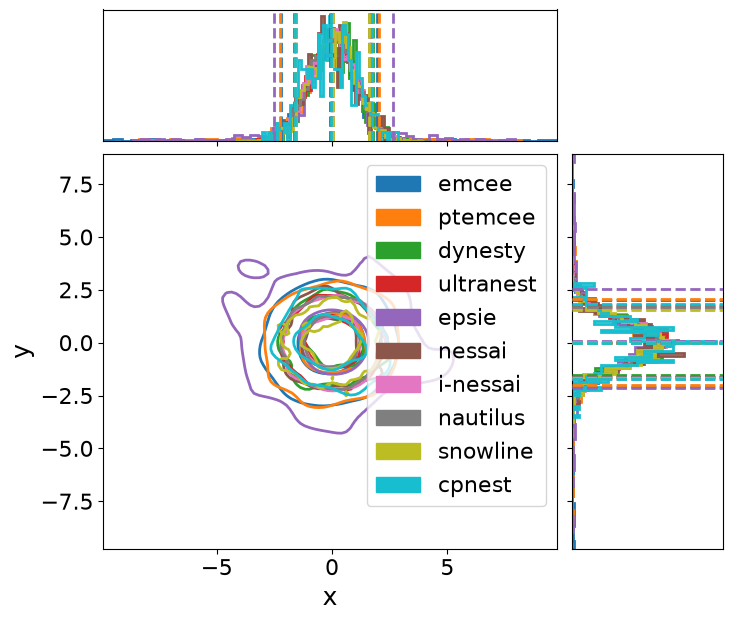 7.5
5.0
2.5
0.0
−2.5
−5.0
−7.5
y
emcee
ptemcee
dynesty
ultranest
epsie
nessai
i-nessai
nautilus
snowline
cpnest
−5
0
5
x